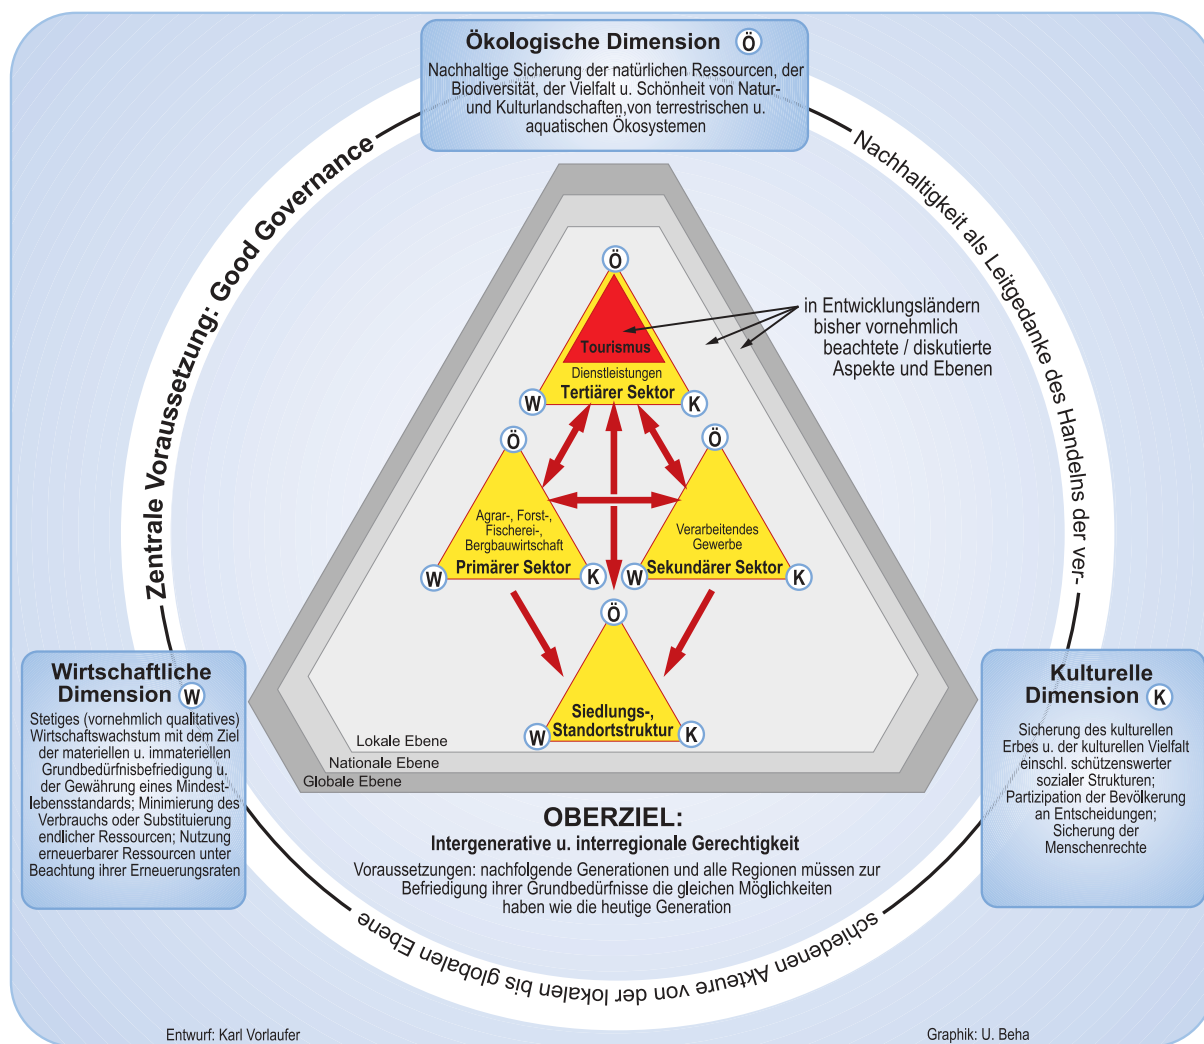 Ökologische Dimension Ö
Nachhaltige Sicherung der natürlichen Ressourcen, der
Biodiversität, der Vielfalt u. Schönheit von Natur-
und Kulturlandschaften,von terrestrischen u.
aquatischen Ökosystemen
Zentrale Voraussetzung: Good Governance
Nachhaltigkeit als Leitgedanke des Handelns der ver-
schiedenen Akteure von der lokalen bis globalen Ebene
in Entwicklungsländern
bisher vornehmlich
beachtete / diskutierte
Aspekte und Ebenen
Ö
Tourismus
Dienstleistungen
Tertiärer Sektor
W
K
Ö
Agrar-, Forst-,
Fischerei-,
Bergbauwirtschaft
Primärer Sektor
W
K
Ö
Verarbeitendes
Gewerbe
Sekundärer Sektor
W
K
Ö
Siedlungs-,
Standortstruktur
W
K
Lokale Ebene
Nationale Ebene
Globale Ebene
Wirtschaftliche
Dimension W
Stetiges (vornehmlich qualitatives)
Wirtschaftswachstum mit dem Ziel
der materiellen u. immateriellen
Grundbedürfnisbefriedigung u.
der Gewährung eines Mindest-
lebensstandards; Minimierung des
Verbrauchs oder Substituierung
endlicher Ressourcen; Nutzung
erneuerbarer Ressourcen unter
Beachtung ihrer Erneuerungsraten
Kulturelle
Dimension K
Sicherung des kulturellen
Erbes u. der kulturellen Vielfalt
einschl. schützenswerter
sozialer Strukturen;
Partizipation der Bevölkerung
an Entscheidungen;
Sicherung der
Menschenrechte
OBERZIEL:
Intergenerative u. interregionale Gerechtigkeit
Voraussetzungen: nachfolgende Generationen und alle Regionen müssen zur
Befriedigung ihrer Grundbedürfnisse die gleichen Möglichkeiten
haben wie die heutige Generation
Entwurf: Karl Vorlaufer
Graphik: U. Beha